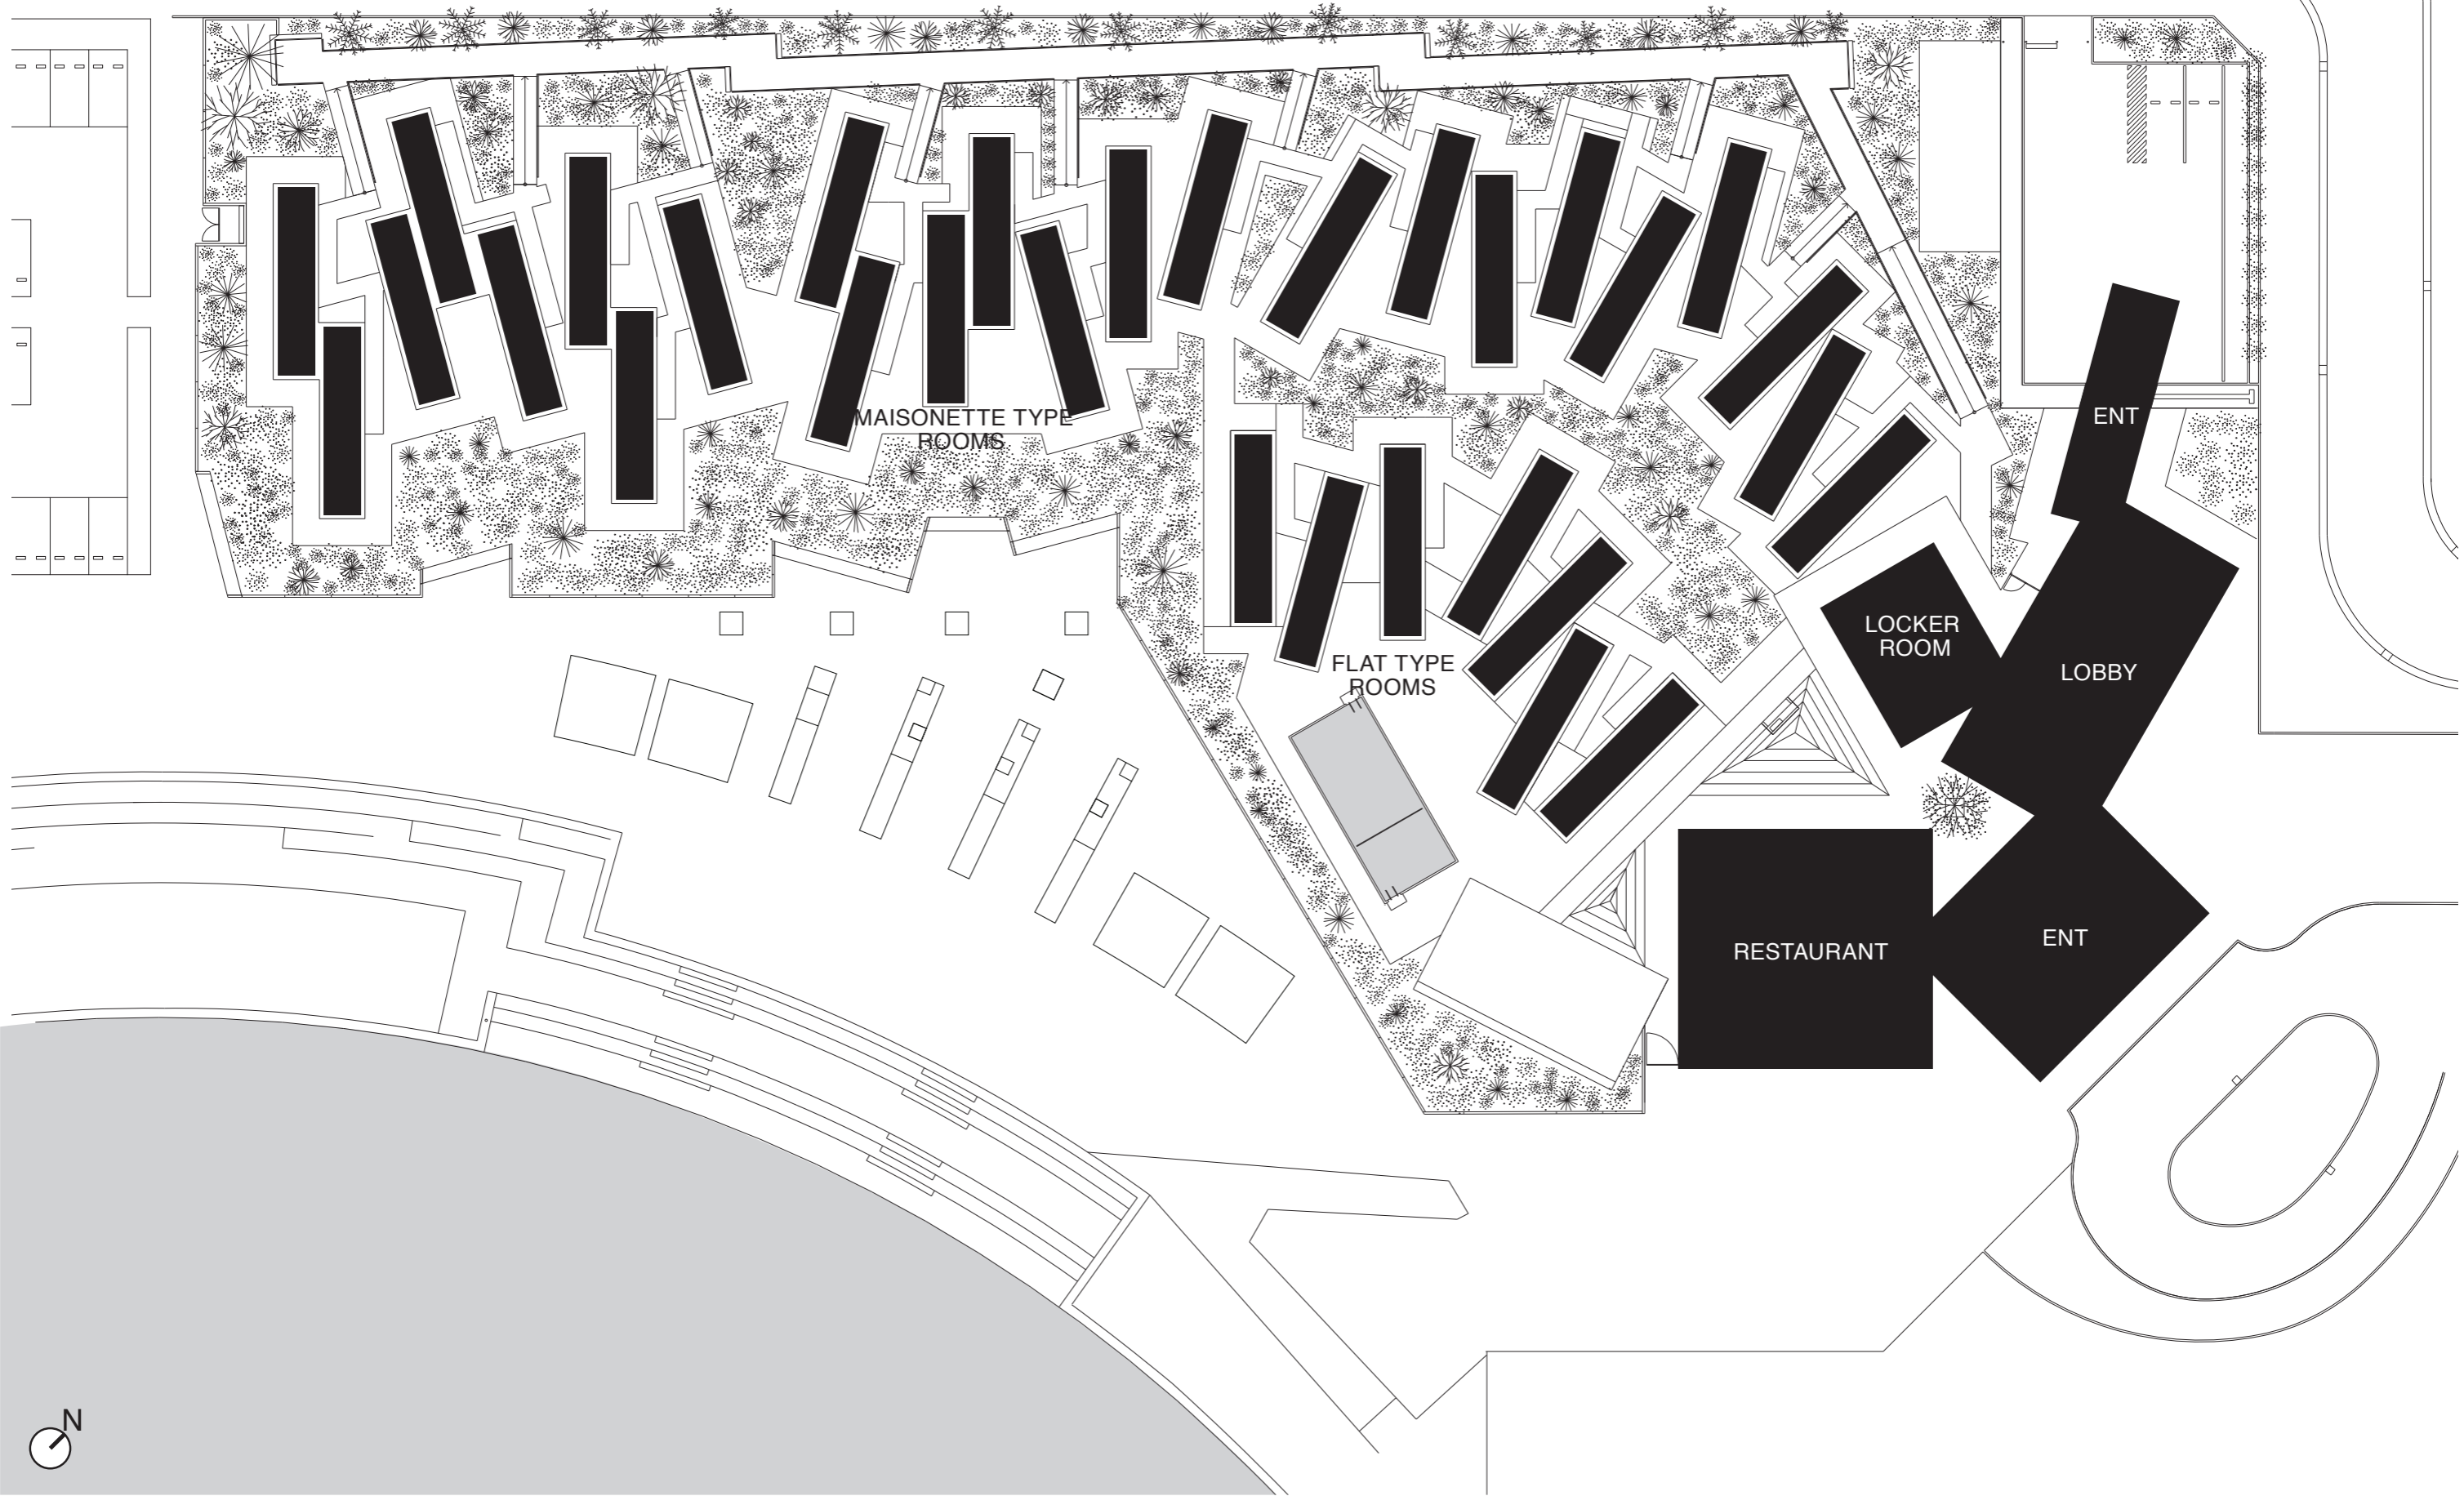 MAISONETTE TYPE
ROOMS
ENT
LOCKER
ROOM
LOBBY
FLAT TYPE
ROOMS
RESTAURANT
ENT
N